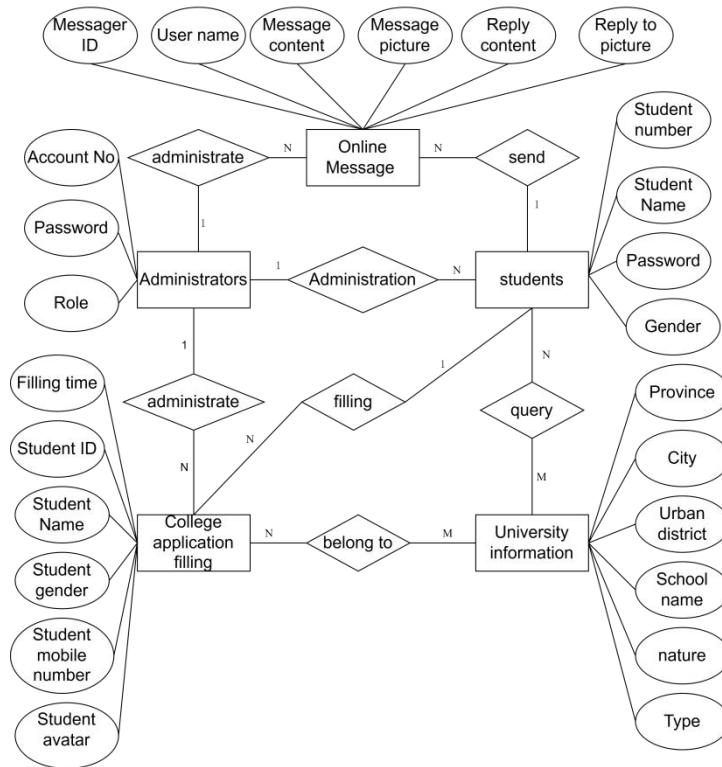 Messager
ID
User name
Message
content
Message
picture
Reply
content
Reply to
picture
Student
number
Account No
administrate
N
Online
Message
N
send
Student
Name
Password
1
1
Password
Administrators
1
Administration
N
students
Role
Gender
1
Filling time
1
N
Province
administrate
filling
query
Student ID
N
City
N
M
Student
Name
College
application
filling
N
belong to
M
University
information
Urban
district
Student
gender
School
name
Student
mobile
number
nature
Student
avatar
Type